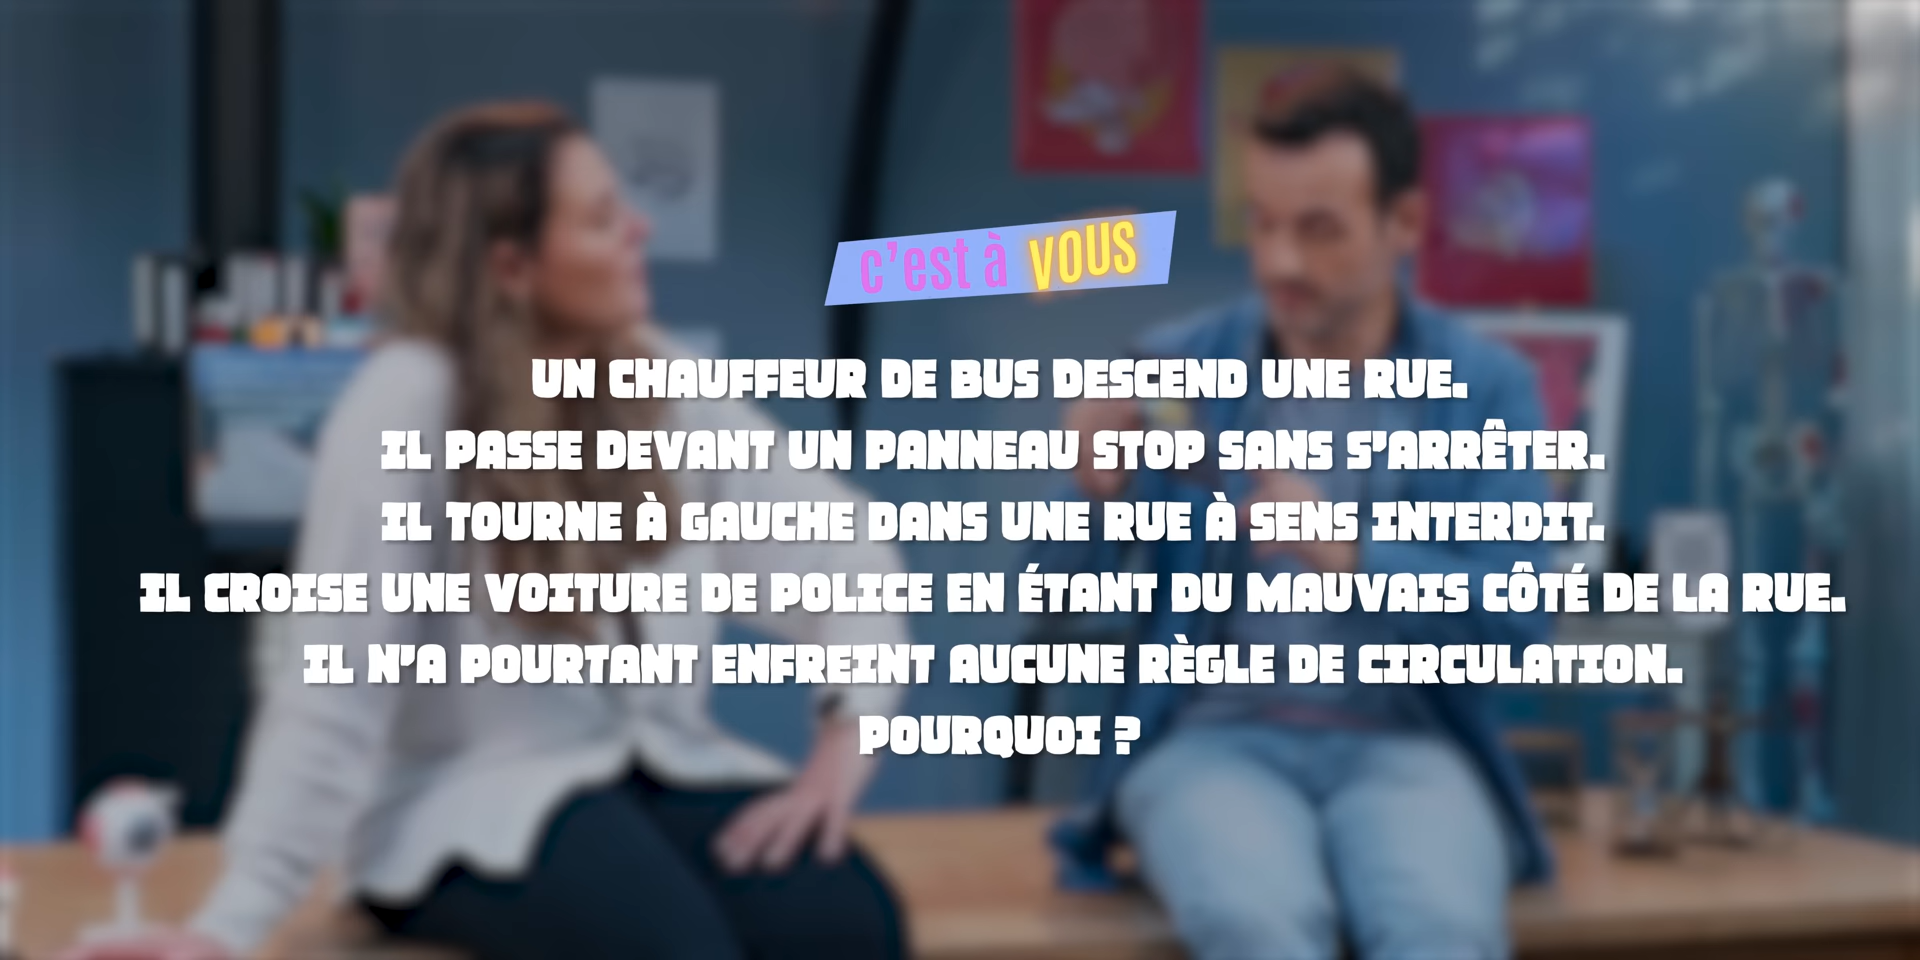 c'est à VOUS
UN CHAUFFEUR DE BUS DESCEND UNE RUE.
IL PASSE DEVANT UN PANNEAU STOP SANS S'ARRÊTER.
IL TOURNE À GAUCHE DANS UNE RUE À SENS INTERDIT.
IL CROISE UNE VOITURE DE POLICE EN ÉTANT DU MAUVAIS CÔTÉ DE LA RUE.
IL N'A POURTANT ENFREINT AUCUNE RÈGLE DE CIRCULATION.
POURQUOI ?